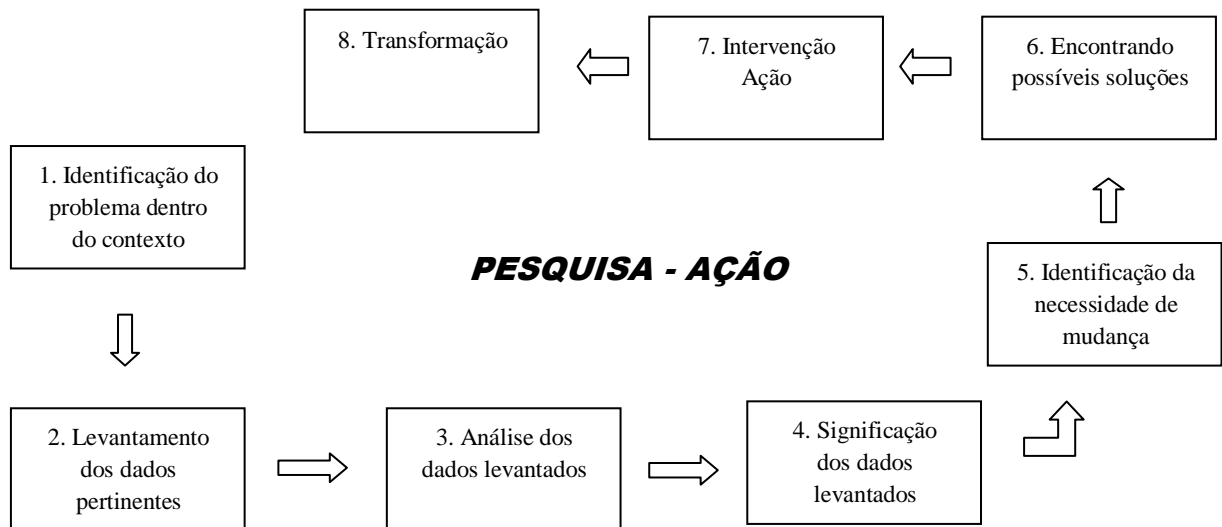 8. Transformação
7. Intervenção
Ação
6. Encontrando
possíveis soluções
1. Identificação do
problema dentro
do contexto
PESQUISA - AÇÃO
5. Identificação da
necessidade de
mudança
2. Levantamento
dos dados
pertinentes
3. Análise dos
dados levantados
4. Significação
dos dados
levantados